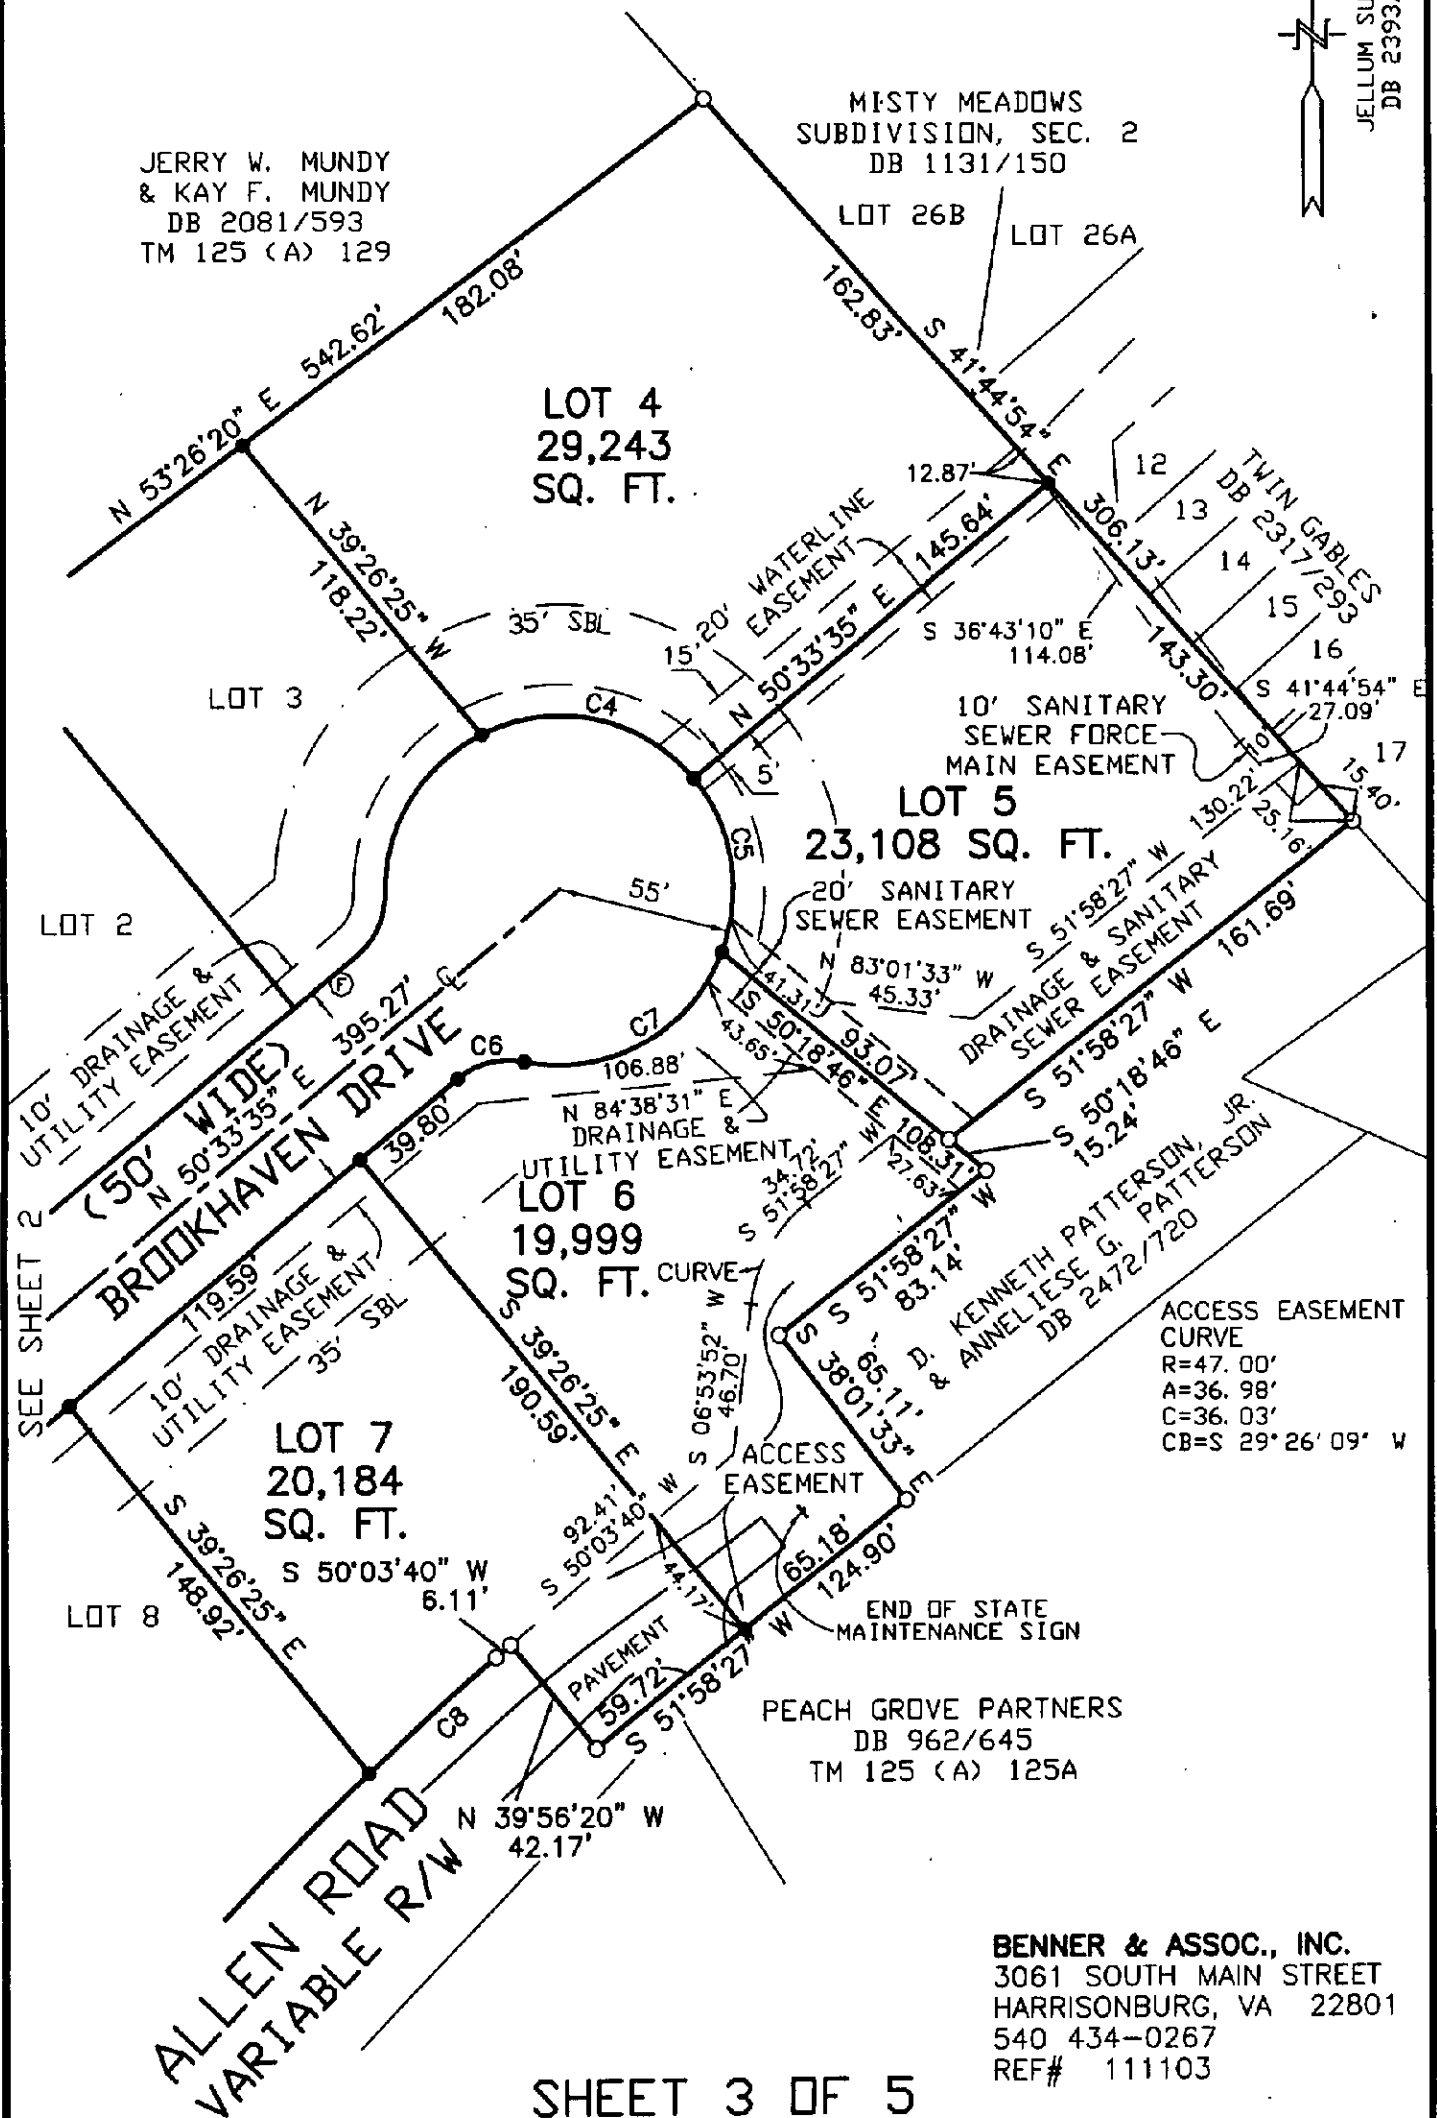 JELLUM SU
DB 2393/
N
MISTY MEADOWS
SUBDIVISION, SEC. 2
DB 1131/150
JERRY W. MUNDY
& KAY F. MUNDY
DB 2081/593
TM 125 (A) 129
LOT 26B
LOT 26A
N 53°26'20" E 542.62'
182.08'
162.83'
S 41°44'54" E
306.13'
LOT 4
29,243
SQ. FT.
12.87'
12
13
14
15
16
17
TWIN GABLES
DB 2317/293
N 39°26'25" W
118.22'
35' SBL
20' WATERLINE
EASEMENT
15'
145.64'
N 50°33'35" E
S 36°43'10" E
114.08'
143.30'
S 41°44'54" E
27.09'
LOT 3
C4
10' SANITARY
SEWER FORCE
MAIN EASEMENT
10'
5'
15.40'
LOT 5
23,108 SQ. FT.
C5
130.22'
25.16'
55'
20' SANITARY
SEWER EASEMENT
S 51°58'27" W
LOT 2
N 83°01'33" W
45.33'
41.31'
DRAINAGE & SANITARY
SEWER EASEMENT
161.69'
S 51°58'27" W
F
10' DRAINAGE &
UTILITY EASEMENT
395.27'
N 50°33'35" E
(50' WIDE)
BROOKHAVEN DRIVE
C6
C7
43.65'
S 50°18'46" E
93.07'
108.31'
106.88'
N 84°38'31" E
DRAINAGE &
UTILITY EASEMENT
S 50°18'46" E
15.24'
39.80'
34.72'
S 51°58'27" W
27.63'
LOT 6
19,999
SQ. FT.
CURVE
S 51°58'27" W
83.14'
D. KENNETH PATTERSON, JR.
& ANNELIESE G. PATTERSON
DB 2472/720
SEE SHEET 2
119.59'
10' DRAINAGE &
UTILITY EASEMENT
35' SBL
S 39°26'25" E
190.59'
S 06°53'52" W
46.70'
65.11'
S 38°01'33" E
ACCESS EASEMENT
CURVE
R=47.00'
A=36.98'
C=36.03'
CB=S 29°26'09" W
LOT 7
20,184
SQ. FT.
ACCESS
EASEMENT
92.41'
S 50°03'40" W
S 39°26'25" E
148.92'
S 50°03'40" W
6.11'
44.17'
65.18'
124.90'
LOT 8
END OF STATE
MAINTENANCE SIGN
PAVEMENT
59.72'
S 51°58'27" W
C8
PEACH GROVE PARTNERS
DB 962/645
TM 125 (A) 125A
N 39°56'20" W
42.17'
ALLEN ROAD
VARIABLE R/W
BENNER & ASSOC., INC.
3061 SOUTH MAIN STREET
HARRISONBURG, VA 22801
540 434-0267
REF# 111103
SHEET 3 OF 5